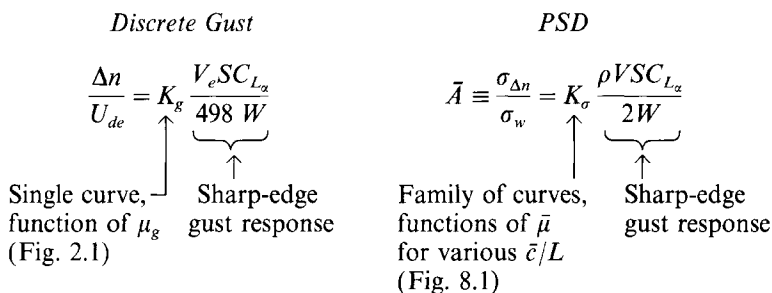 Discrete Gust
Δn / U_de = K_g V_e S C_Lα / 498 W
Single curve,
function of μ_g
(Fig. 2.1)
Sharp-edge
gust response
PSD
Ā ≡ σ_Δn / σ_w = K_σ ρVSC_Lα / 2W
Family of curves,
functions of μ̄
for various c̄/L
(Fig. 8.1)
Sharp-edge
gust response